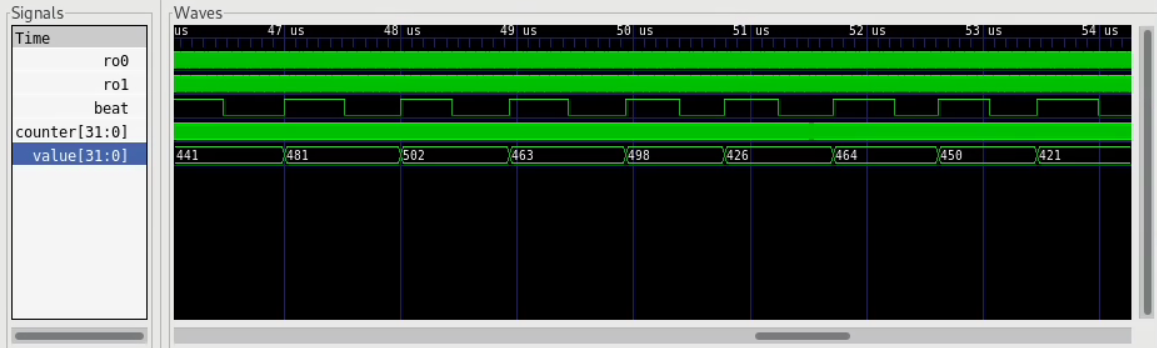 Signals
Waves
Time
us 47 us 48 us 49 us 50 us 51 us 52 us 53 us 54 us
ro0
ro1
beat
counter[31:0]
value[31:0] 441 481 502 463 498 426 464 450 421